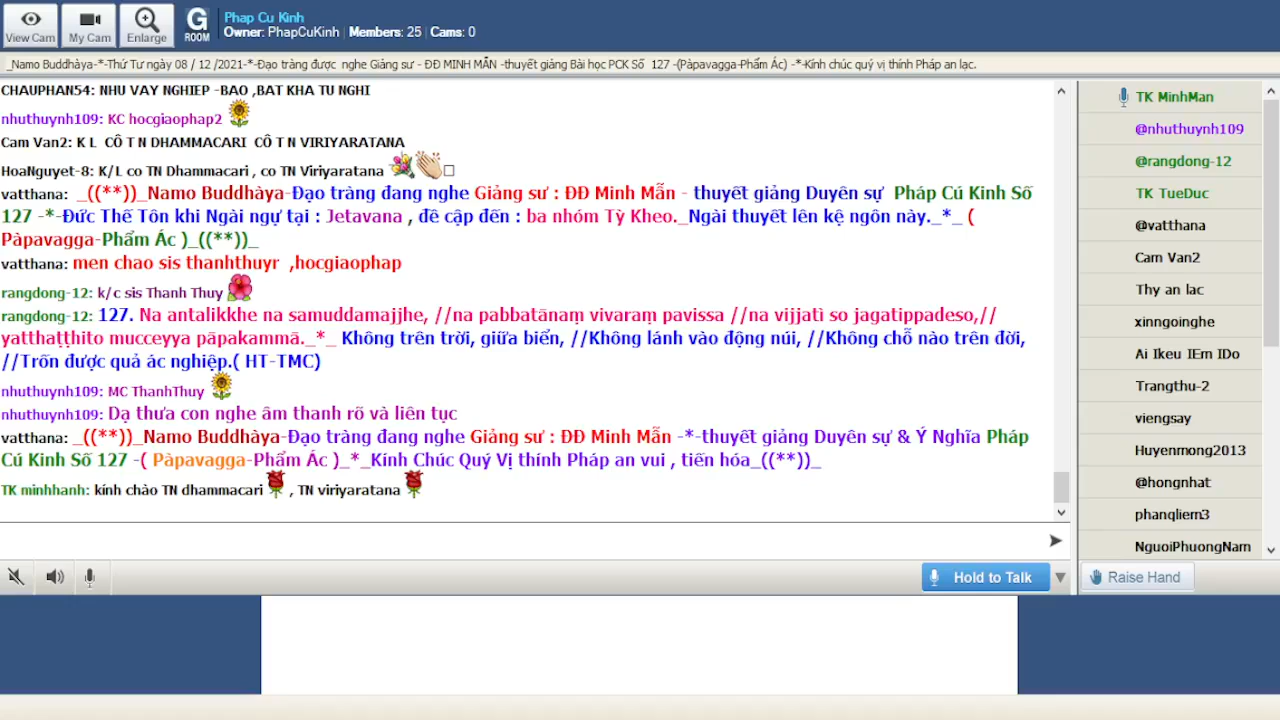 View Cam
My Cam
Enlarge
G
ROOM
Phap Cu Kinh
Owner: PhapCuKinh | Members: 25 | Cams: 0
_Namo Buddhàya-*-Thứ Tư ngày 08 / 12 /2021-*-Đạo tràng được nghe Giảng sư - ĐĐ MINH MẪN -thuyết giảng Bài học PCK Số 127 -(Pàpavagga-Phẩm Ác) -*-Kính chúc quý vị thính Pháp an lạc.
CHAUPHAN54: NHU VAY NGHIEP -BAO ,BAT KHA TU NGHI
nhuthuynh109: KC hocgiaophap2
Cam Van2: K L CÔ T N DHAMMACARI CÔ T N VIRIYARATANA
HoaNguyet-8: K/L co TN Dhammacari , co TN Viriyaratana
vatthana: _((**))_Namo Buddhàya-Đạo tràng đang nghe Giảng sư : ĐĐ Minh Mẫn - thuyết giảng Duyên sự Pháp Cú Kinh Số
127 -*-Đức Thế Tôn khi Ngài ngự tại : Jetavana , đề cập đến : ba nhóm Tỳ Kheo._Ngài thuyết lên kệ ngôn này._*_ (
Pàpavagga-Phẩm Ác )_((**))_
vatthana: men chao sis thanhthuyr ,hocgiaophap
rangdong-12: k/c sis Thanh Thuy
rangdong-12: 127. Na antalikkhe na samuddamajjhe, //na pabbatānaṃ vivaraṃ pavissa //na vijjatì so jagatippadeso,//
yatthaṭṭhito mucceyya pāpakammā._*_ Không trên trời, giữa biển, //Không lánh vào động núi, //Không chỗ nào trên đời,
//Trốn được quả ác nghiệp.( HT-TMC)
nhuthuynh109: MC ThanhThuy
nhuthuynh109: Dạ thưa con nghe âm thanh rõ và liên tục
vatthana: _((**))_Namo Buddhàya-Đạo tràng đang nghe Giảng sư : ĐĐ Minh Mẫn -*-thuyết giảng Duyên sự & Ý Nghĩa Pháp
Cú Kinh Số 127 -( Pàpavagga-Phẩm Ác )_*_Kính Chúc Quý Vị thính Pháp an vui , tiến hóa_((**))_
TK minhhanh: kính chào TN dhammacari , TN viriyaratana
TK MinhMan
@nhuthuynh109
@rangdong-12
TK TueDuc
@vatthana
Cam Van2
Thy an lac
xinngoinghe
Ai Ikeu IEm IDo
Trangthu-2
viengsay
Huyenmong2013
@hongnhat
phanqliem3
NguoiPhuongNam
Hold to Talk
Raise Hand